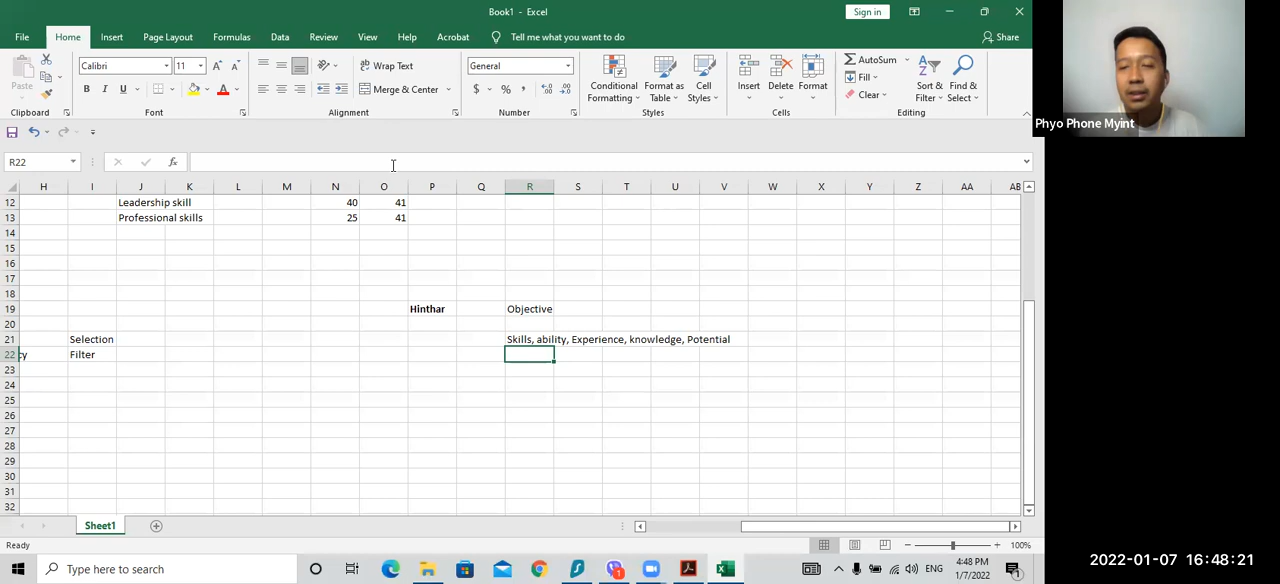 Book1 - Excel
Sign in
File Home Insert Page Layout Formulas Data Review View Help Acrobat Tell me what you want to do Share
Paste
Clipboard
Calibri 11
B I U
Font
Wrap Text
Merge & Center
Alignment
General
$ % ,
Number
Conditional Formatting
Format as Table
Cell Styles
Styles
Insert
Delete
Format
Cells
AutoSum
Fill
Clear
Sort & Filter
Find & Select
Editing
Phyo Phone Myint
R22 fx
H I J K L M N O P Q R S T U V W X Y Z AA AB
12 Leadership skill 40 41
13 Professional skills 25 41
14
15
16
17
18
19 Hinthar Objective
20
21 Selection Skills, ability, Experience, knowledge, Potential
22 cy Filter
23
24
25
26
27
28
29
30
31
32
Sheet1
Ready
100%
Type here to search
ENG
4:48 PM
1/7/2022
1
2022-01-07 16:48:21